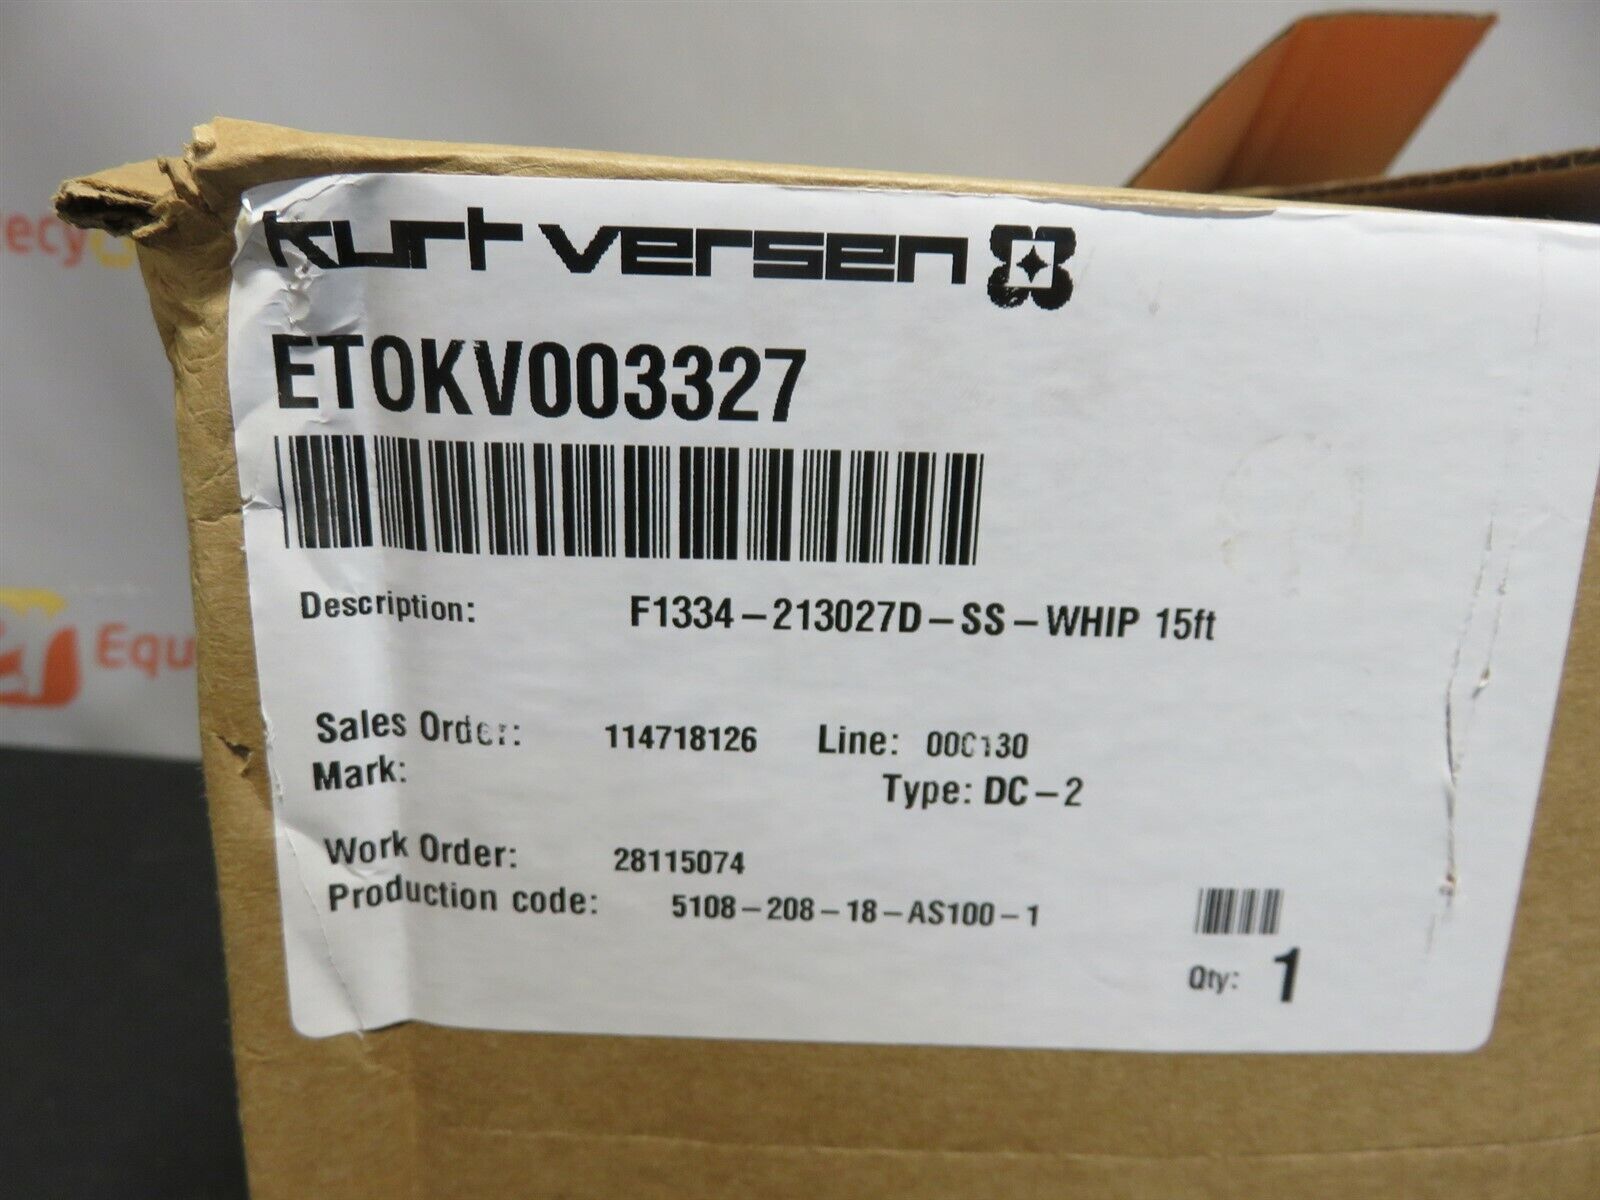 kurt versen
ETOKV003327
Description: F1334-213027D-SS-WHIP 15ft
Sales Order: 114718126 Line: 000130
Mark:
Type: DC-2
Work Order: 28115074
Production code: 5108-208-18-AS100-1
Qty: 1